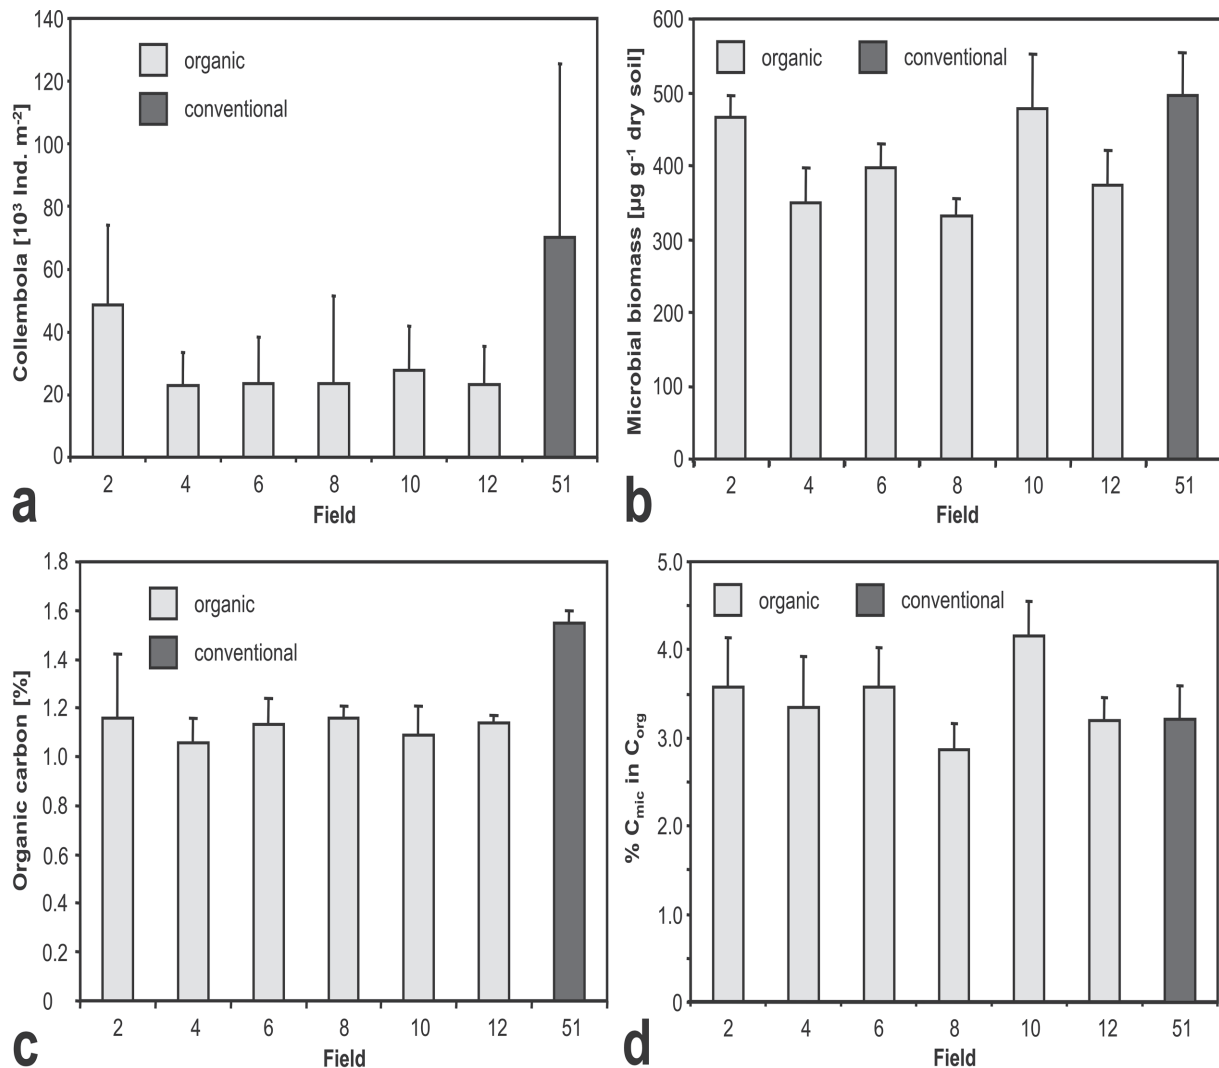 140
120
100
80
60
40
20
0
Collembola [10³ Ind. m⁻²]
organic
conventional
2 4 6 8 10 12 51
Field
a
600
500
400
300
200
100
0
Microbial biomass [µg g⁻¹ dry soil]
organic conventional
2 4 6 8 10 12 51
Field
b
1.8
1.6
1.4
1.2
1.0
0.8
0.6
0.4
0.2
0
Organic carbon [%]
organic
conventional
2 4 6 8 10 12 51
Field
c
5.0
4.0
3.0
2.0
1.0
0
% Cmic in Corg
organic conventional
2 4 6 8 10 12 51
Field
d